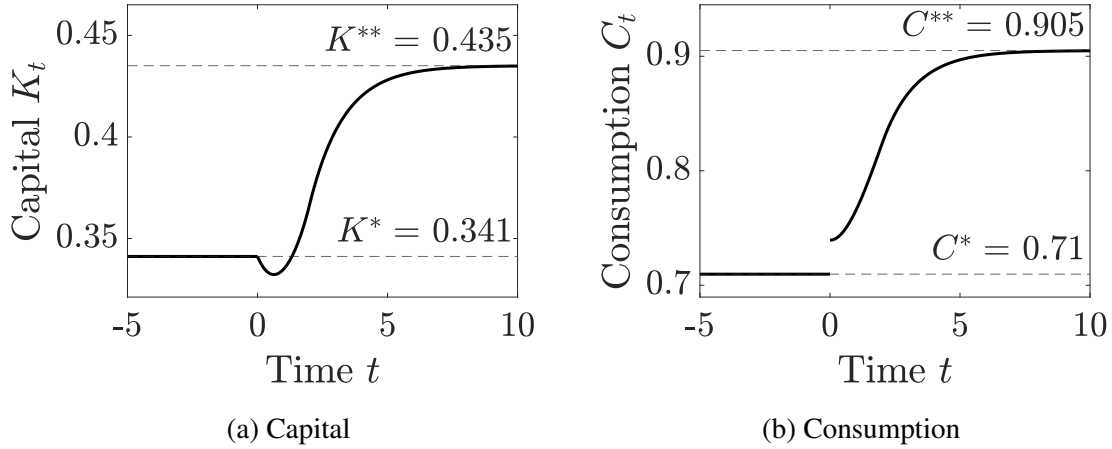 0.45
0.4
0.35
Capital K_t
K** = 0.435
K* = 0.341
-5 0 5 10
Time t
(a) Capital
0.9
0.8
0.7
Consumption C_t
C** = 0.905
C* = 0.71
-5 0 5 10
Time t
(b) Consumption